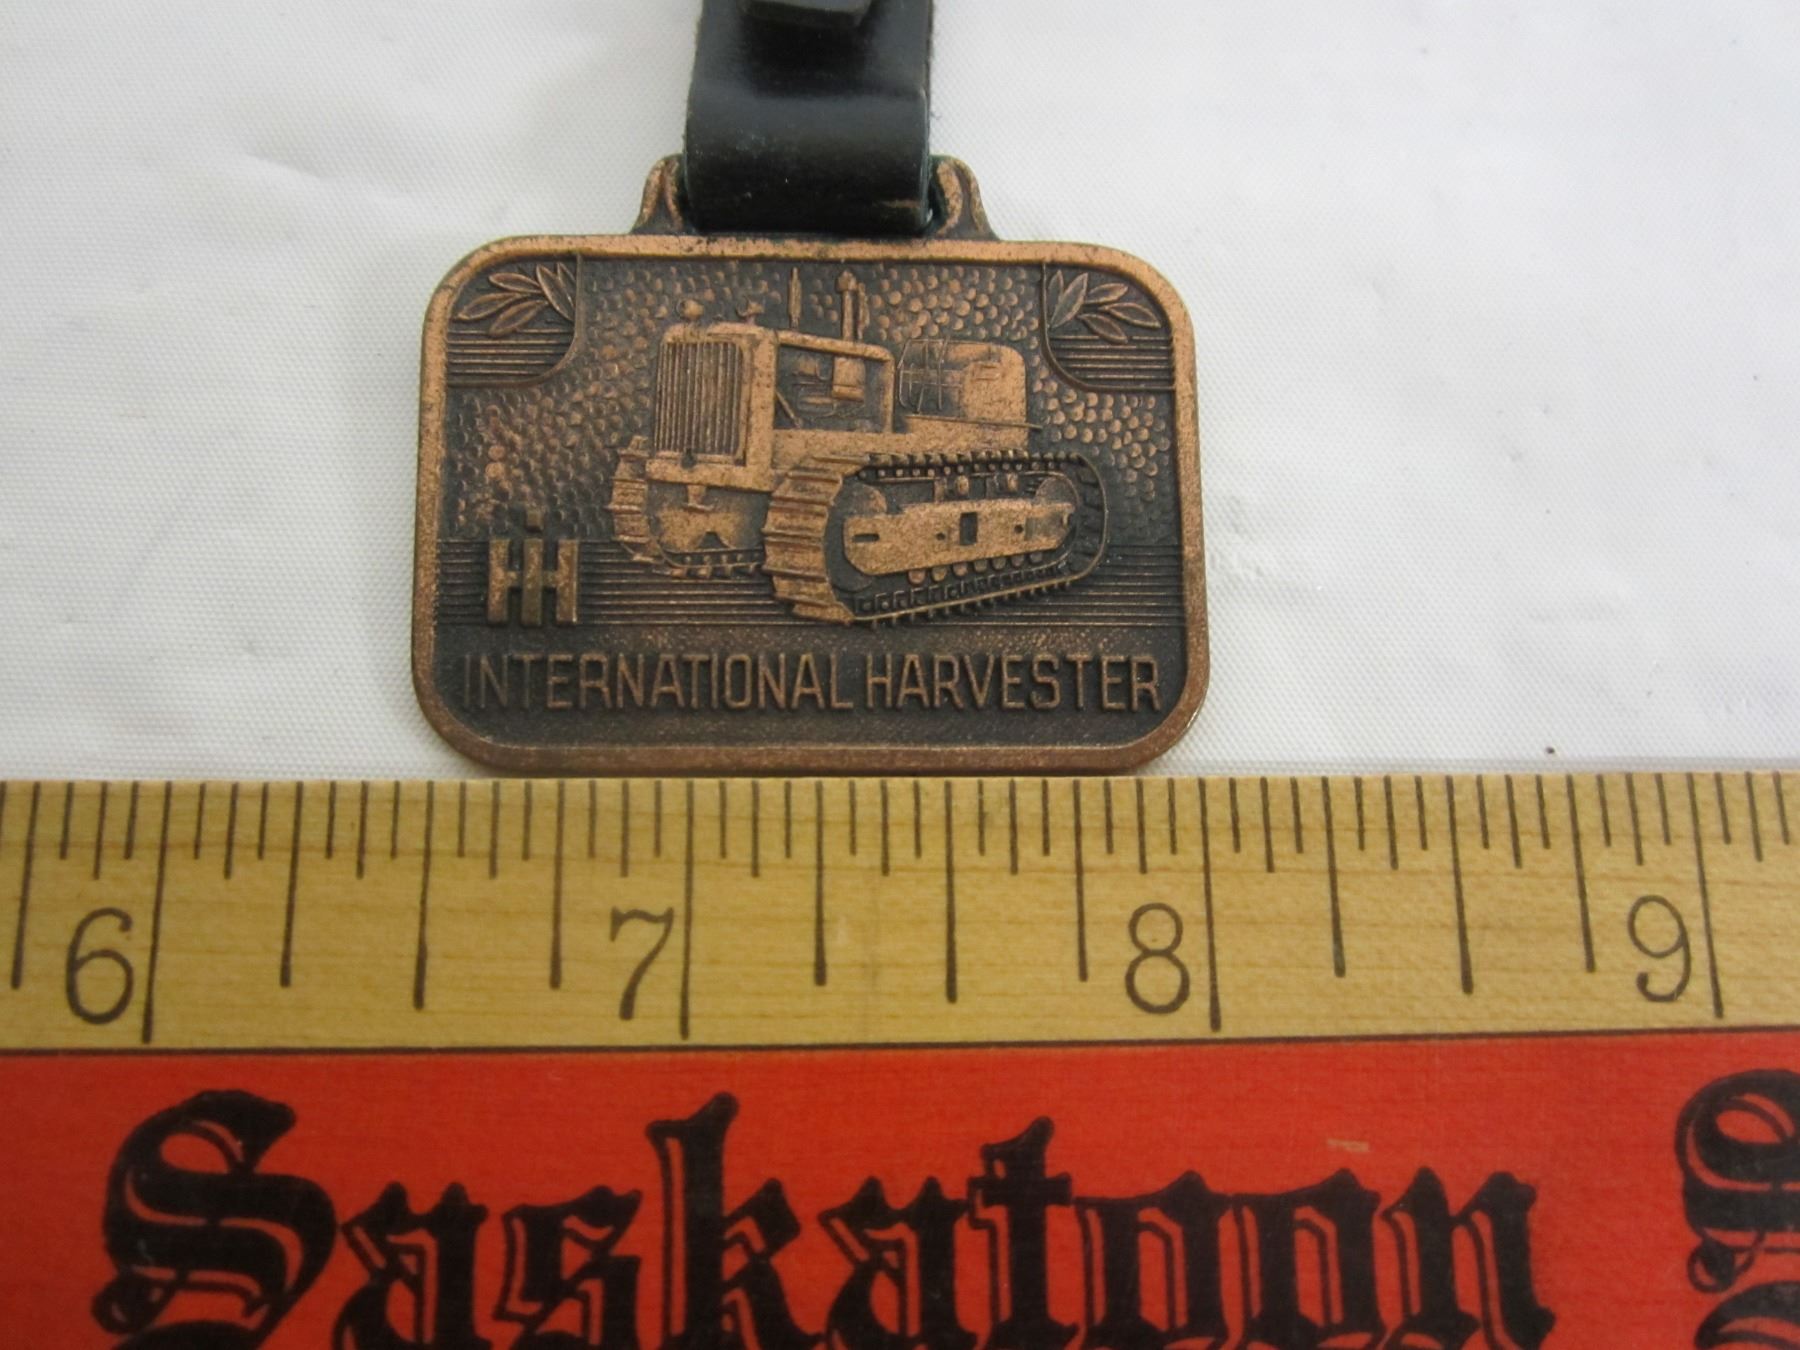 IH
INTERNATIONAL HARVESTER
6 7 8 9
Saskatoon S